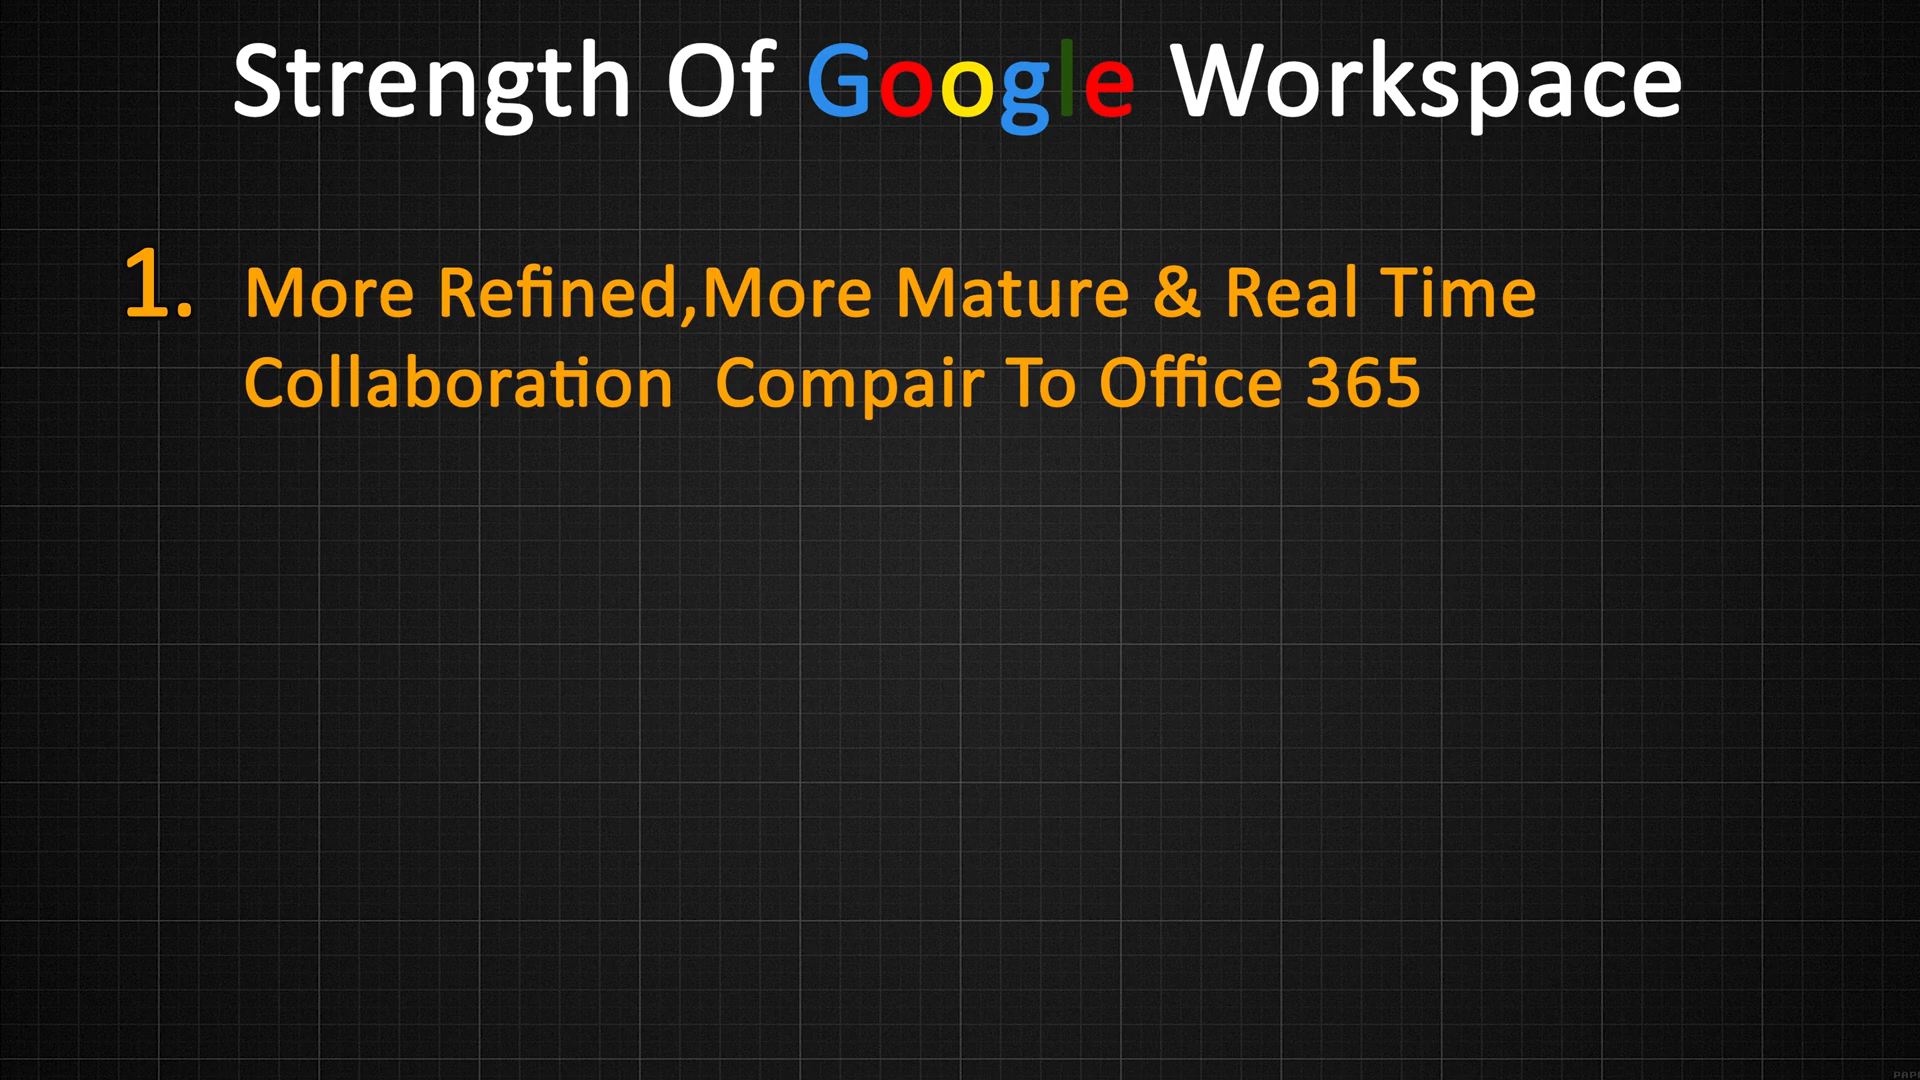 Strength Of Google Workspace
1. More Refined,More Mature & Real Time
Collaboration Compair To Office 365